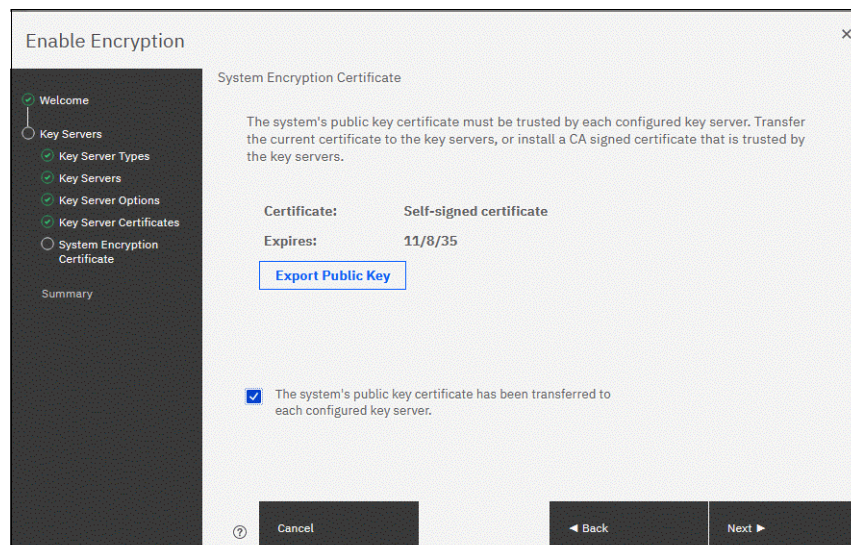 Enable Encryption
Welcome
Key Servers
Key Server Types
Key Servers
Key Server Options
Key Server Certificates
System Encryption
Certificate
Summary
System Encryption Certificate
The system's public key certificate must be trusted by each configured key server. Transfer
the current certificate to the key servers, or install a CA signed certificate that is trusted by
the key servers.
Certificate: Self-signed certificate
Expires: 11/8/35
Export Public Key
The system's public key certificate has been transferred to
each configured key server.
? Cancel ◄ Back Next ►